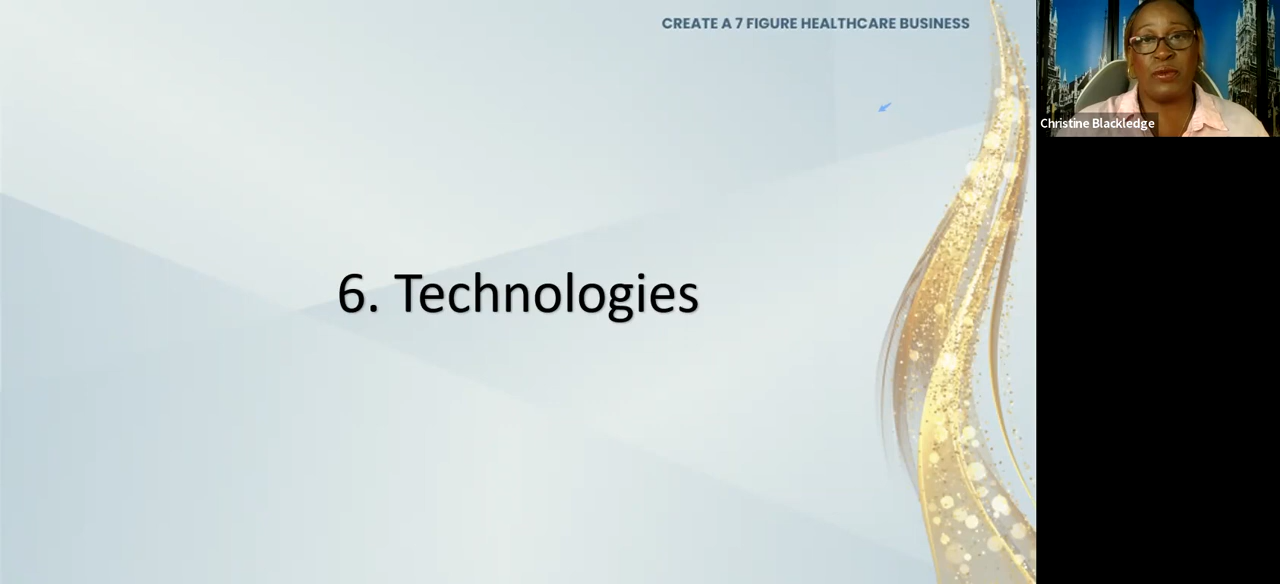 CREATE A 7 FIGURE HEALTHCARE BUSINESS
Christine Blackledge
6. Technologies